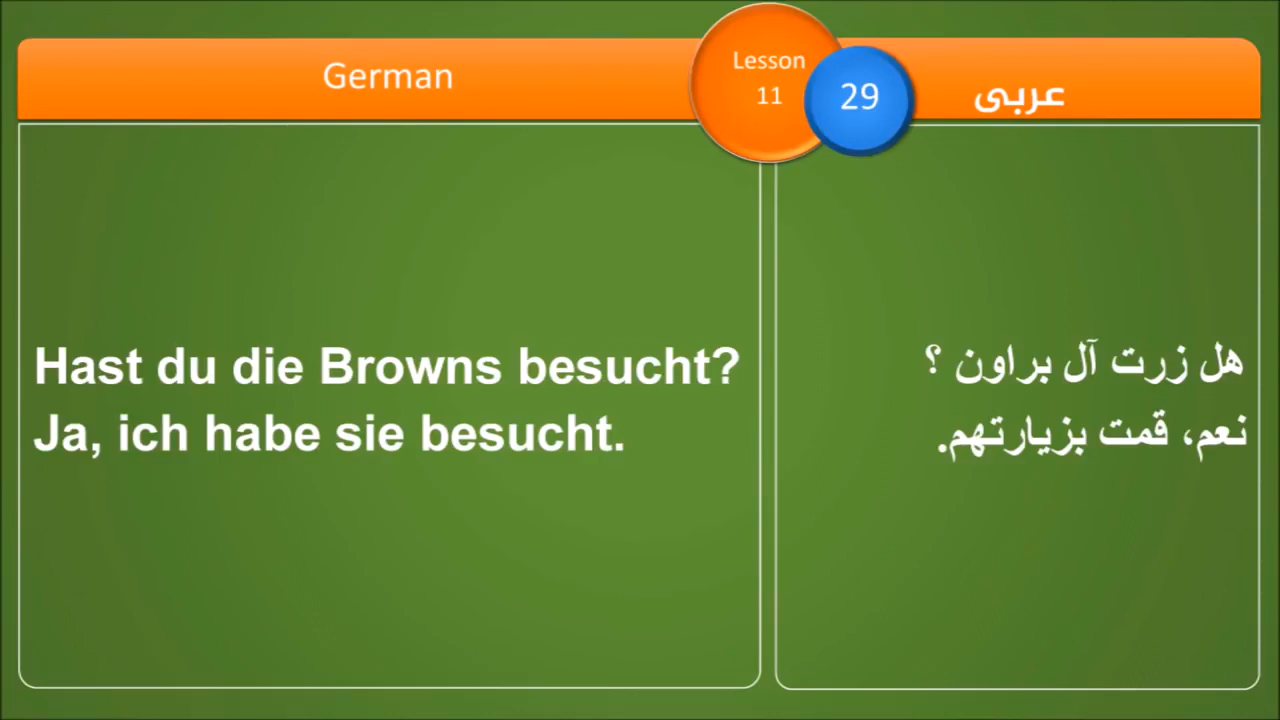 German
Lesson
11
29
عربى
Hast du die Browns besucht?
Ja, ich habe sie besucht.
هل زرت آل براون ؟
نعم، قمت بزيارتهم.